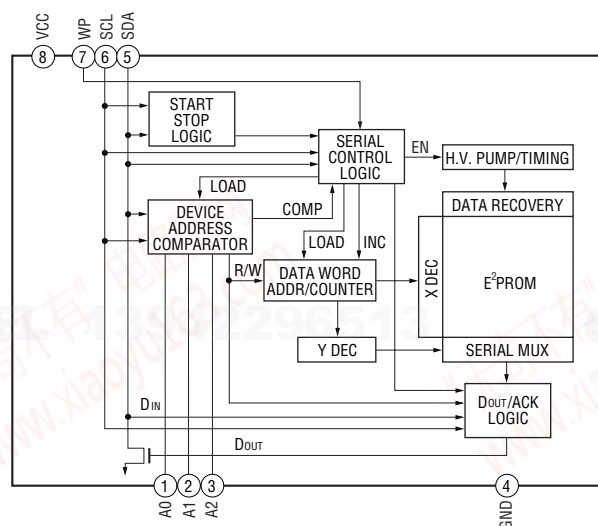 VCC
WP
SCL
SDA
8
7
6
5
START
STOP
LOGIC
SERIAL
CONTROL
LOGIC
EN
H.V. PUMP/TIMING
LOAD
COMP
DATA RECOVERY
DEVICE
ADDRESS
COMPARATOR
LOAD
INC
R/W
DATA WORD
ADDR/COUNTER
X DEC
E²PROM
Y DEC
SERIAL MUX
DIN
DOUT/ACK
LOGIC
DOUT
1
2
3
4
A0
A1
A2
GND